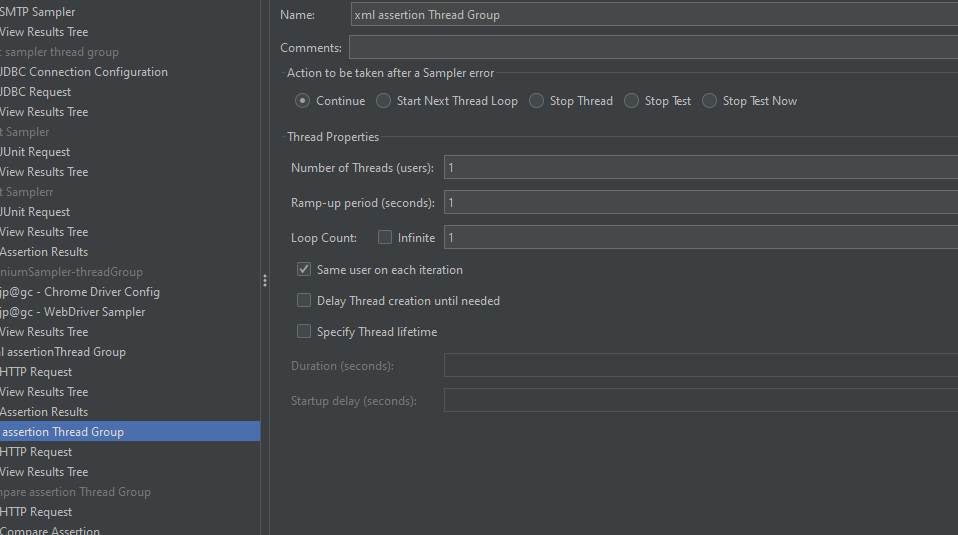 SMTP Sampler
View Results Tree
sampler thread group
JDBC Connection Configuration
JDBC Request
View Results Tree
t Sampler
JUnit Request
View Results Tree
t Samplerr
JUnit Request
View Results Tree
Assertion Results
niumSampler-threadGroup
jp@gc - Chrome Driver Config
jp@gc - WebDriver Sampler
View Results Tree
l assertionThread Group
HTTP Request
View Results Tree
Assertion Results
assertion Thread Group
HTTP Request
View Results Tree
npare assertion Thread Group
HTTP Request
Compare Assertion
Name: xml assertion Thread Group
Comments:
Action to be taken after a Sampler error
Continue Start Next Thread Loop Stop Thread Stop Test Stop Test Now
Thread Properties
Number of Threads (users): 1
Ramp-up period (seconds): 1
Loop Count: Infinite 1
Same user on each iteration
Delay Thread creation until needed
Specify Thread lifetime
Duration (seconds):
Startup delay (seconds):